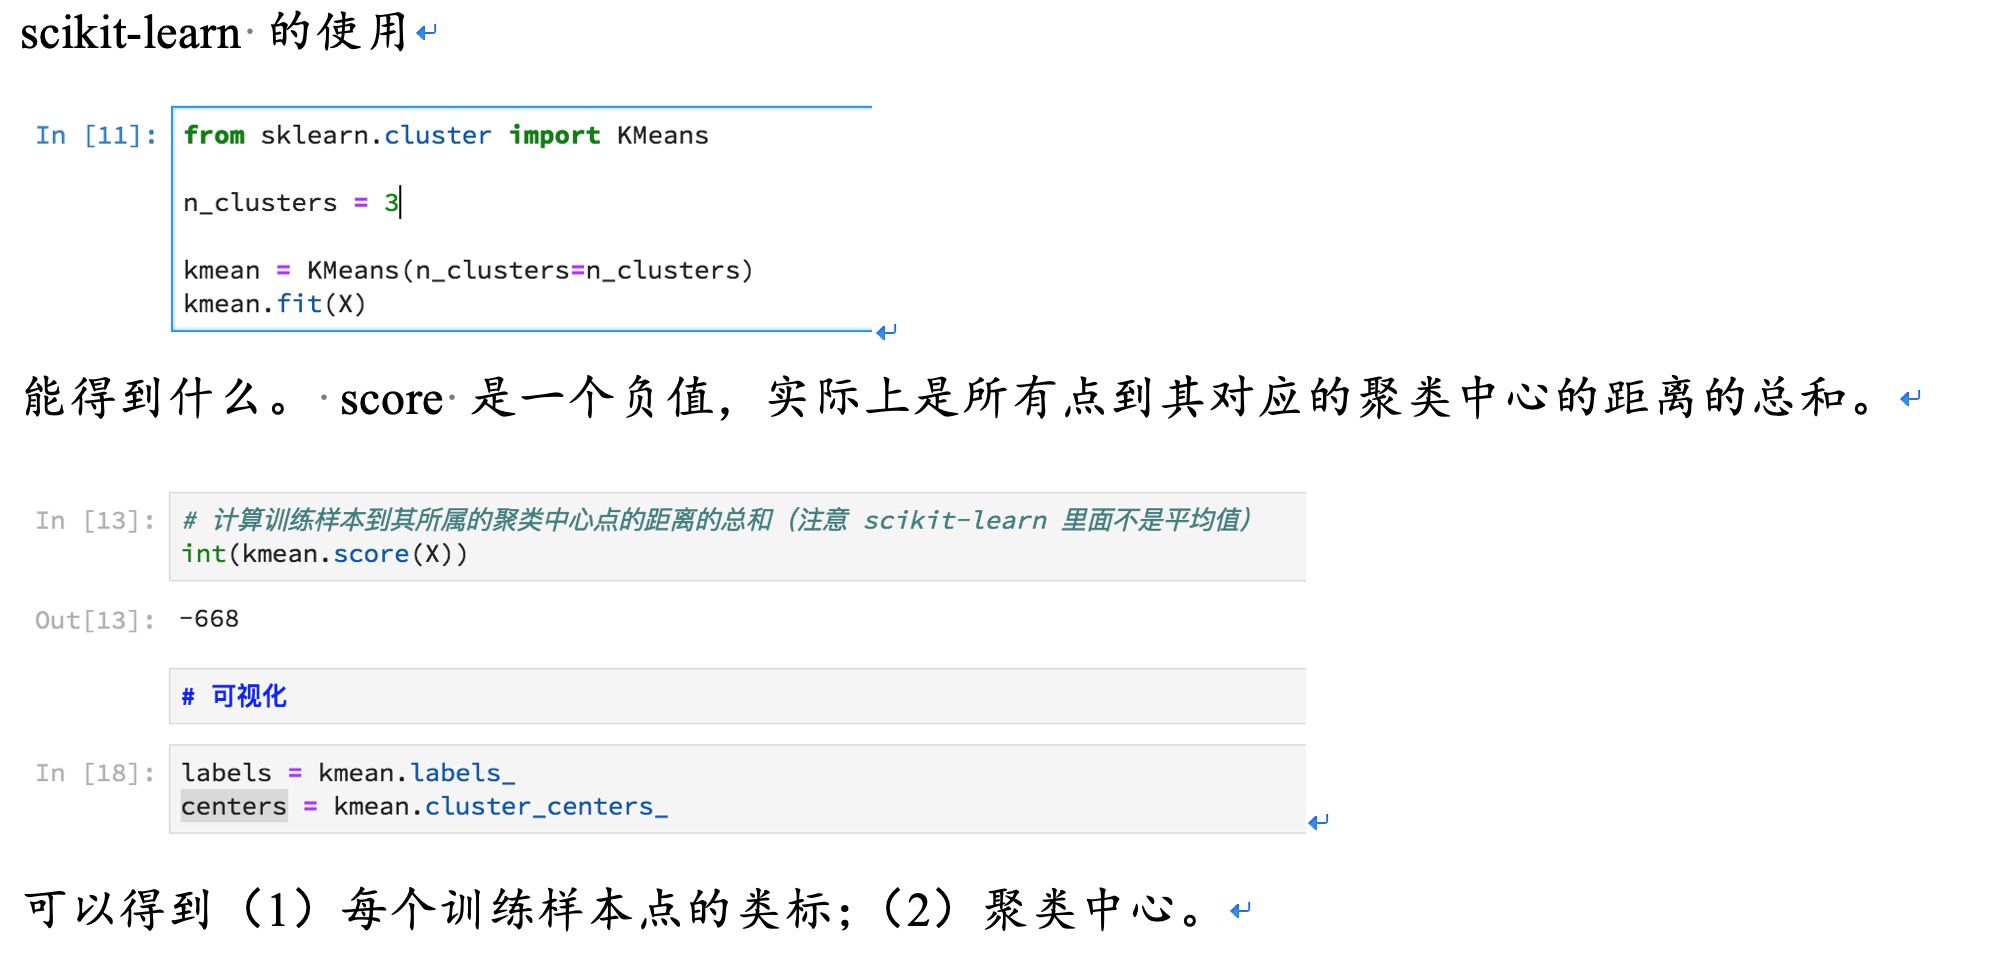 scikit-learn 的使用
In [11]: from sklearn.cluster import KMeans
n_clusters = 3
kmean = KMeans(n_clusters=n_clusters)
kmean.fit(X)
能得到什么。 score 是一个负值，实际上是所有点到其对应的聚类中心的距离的总和。
In [13]: # 计算训练样本到其所属的聚类中心点的距离的总和（注意 scikit-learn 里面不是平均值）
int(kmean.score(X))
Out[13]: -668
# 可视化
In [18]: labels = kmean.labels_
centers = kmean.cluster_centers_
可以得到（1）每个训练样本点的类标;（2）聚类中心。